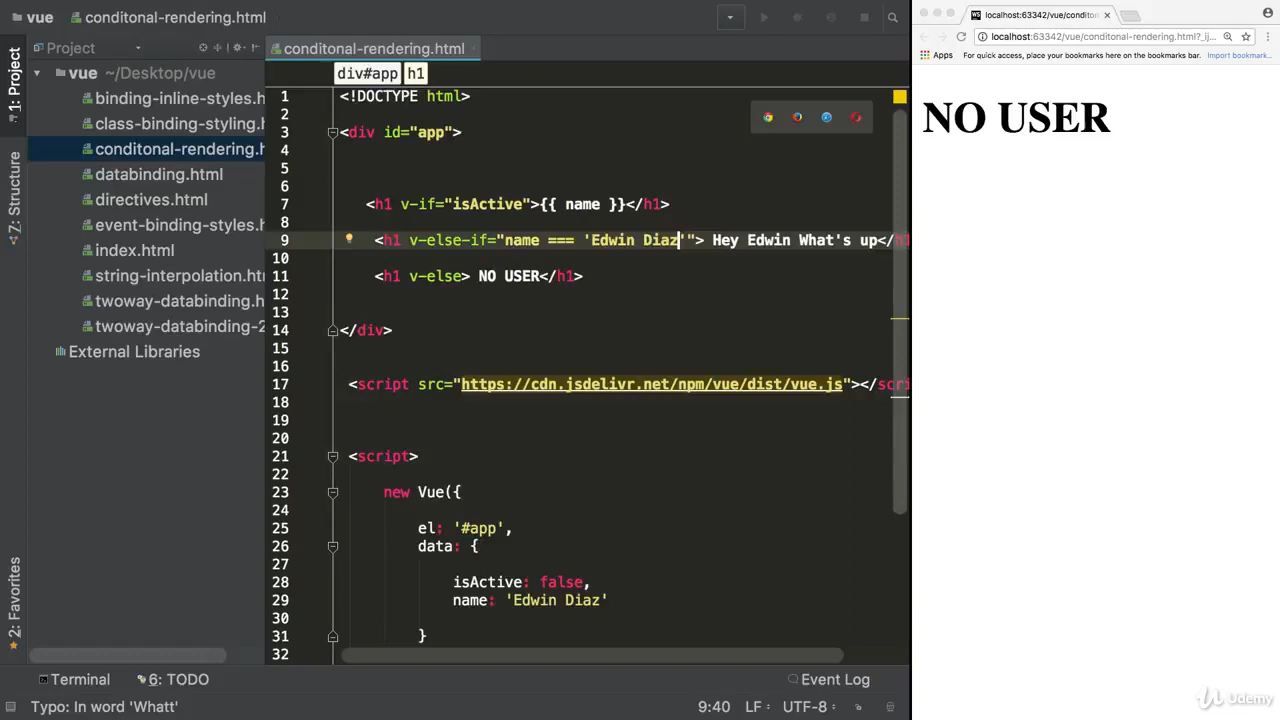 vue
conditonal-rendering.html
localhost:63342/vue/conditon
localhost:63342/vue/conditonal-rendering.html?_ij...
Apps
For quick access, place your bookmarks here on the bookmarks bar.
Import bookmark...
Project
conditonal-rendering.html
1: Project
Z: Structure
2: Favorites
vue ~/Desktop/vue
binding-inline-styles.h
class-binding-styling.h
conditonal-rendering.h
databinding.html
directives.html
event-binding-styles.h
index.html
string-interpolation.htm
twoway-databinding.h
twoway-databinding-2
External Libraries
div#app h1
1 <!DOCTYPE html>
2
3 <div id="app">
4
5
6
7 <h1 v-if="isActive">{{ name }}</h1>
8
9 <h1 v-else-if="name === 'Edwin Diaz'"> Hey Edwin What's up</h1
10
11 <h1 v-else> NO USER</h1>
12
13
14 </div>
15
16
17 <script src="https://cdn.jsdelivr.net/npm/vue/dist/vue.js"></scri
18
19
20
21 <script>
22
23 new Vue({
24
25 el: '#app',
26 data: {
27
28 isActive: false,
29 name: 'Edwin Diaz'
30
31 }
32
NO USER
Terminal
6: TODO
Event Log
Typo: In word 'Whatt'
9:40
LF
UTF-8
Udemy